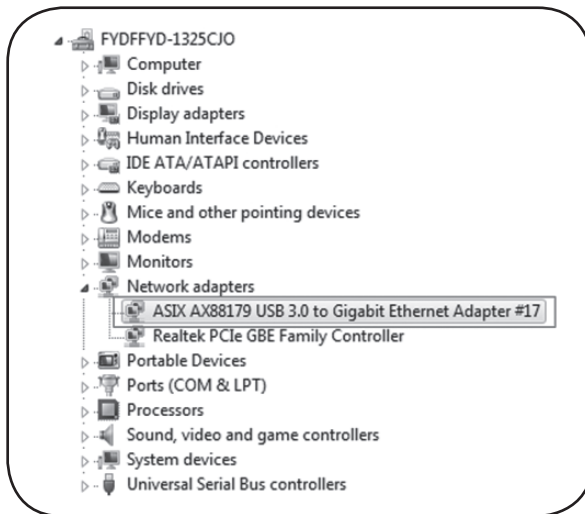 FYDFFYD-1325CJO
Computer
Disk drives
Display adapters
Human Interface Devices
IDE ATA/ATAPI controllers
Keyboards
Mice and other pointing devices
Modems
Monitors
Network adapters
ASIX AX88179 USB 3.0 to Gigabit Ethernet Adapter #17
Realtek PCIe GBE Family Controller
Portable Devices
Ports (COM & LPT)
Processors
Sound, video and game controllers
System devices
Universal Serial Bus controllers